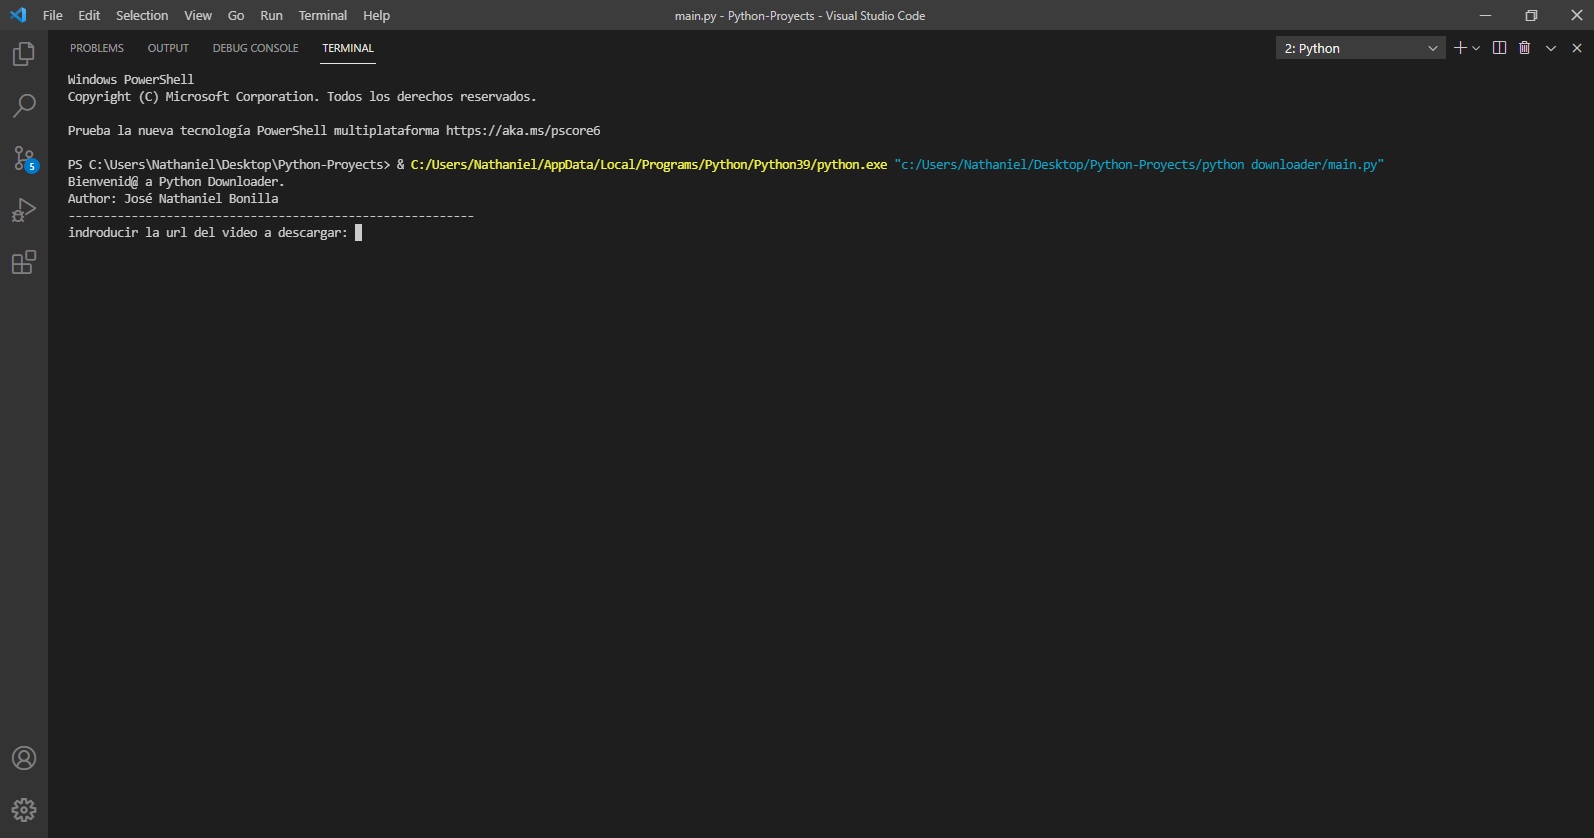 File Edit Selection View Go Run Terminal Help
main.py - Python-Proyects - Visual Studio Code
PROBLEMS OUTPUT DEBUG CONSOLE TERMINAL
2: Python
Windows PowerShell
Copyright (C) Microsoft Corporation. Todos los derechos reservados.
Prueba la nueva tecnología PowerShell multiplataforma https://aka.ms/pscore6
PS C:\Users\Nathaniel\Desktop\Python-Proyects> & C:/Users/Nathaniel/AppData/Local/Programs/Python/Python39/python.exe "c:/Users/Nathaniel/Desktop/Python-Proyects/python downloader/main.py"
Bienvenid@ a Python Downloader.
Author: José Nathaniel Bonilla
----------------------------------------------------------
indroducir la url del video a descargar:
5